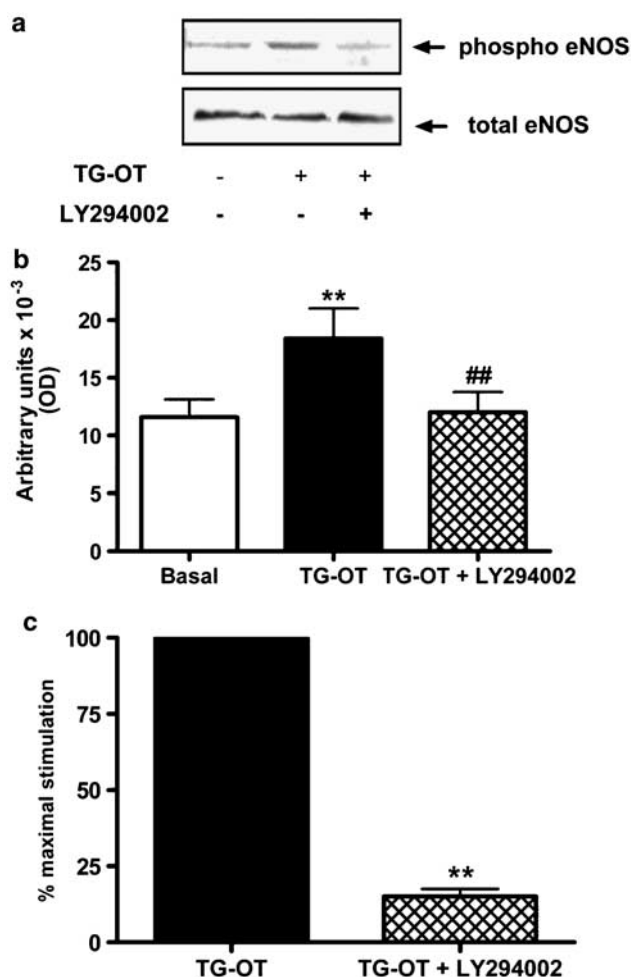 a
phospho eNOS
total eNOS
TG-OT - + +
LY294002 - - +
b
Arbitrary units x 10⁻³
(OD)
25
20
15
10
5
0
**
##
Basal TG-OT TG-OT + LY294002
c
% maximal stimulation
100
75
50
25
0
**
TG-OT TG-OT + LY294002